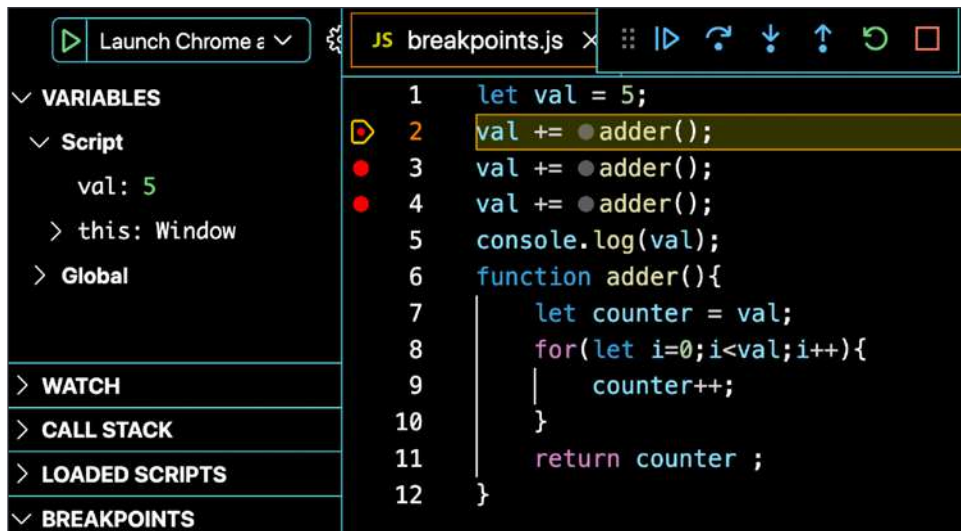 Launch Chrome a
JS breakpoints.js
VARIABLES
Script
val: 5
this: Window
Global
WATCH
CALL STACK
LOADED SCRIPTS
BREAKPOINTS
1 let val = 5;
2 val += adder();
3 val += adder();
4 val += adder();
5 console.log(val);
6 function adder(){
7 let counter = val;
8 for(let i=0;i<val;i++){
9 counter++;
10 }
11 return counter ;
12 }